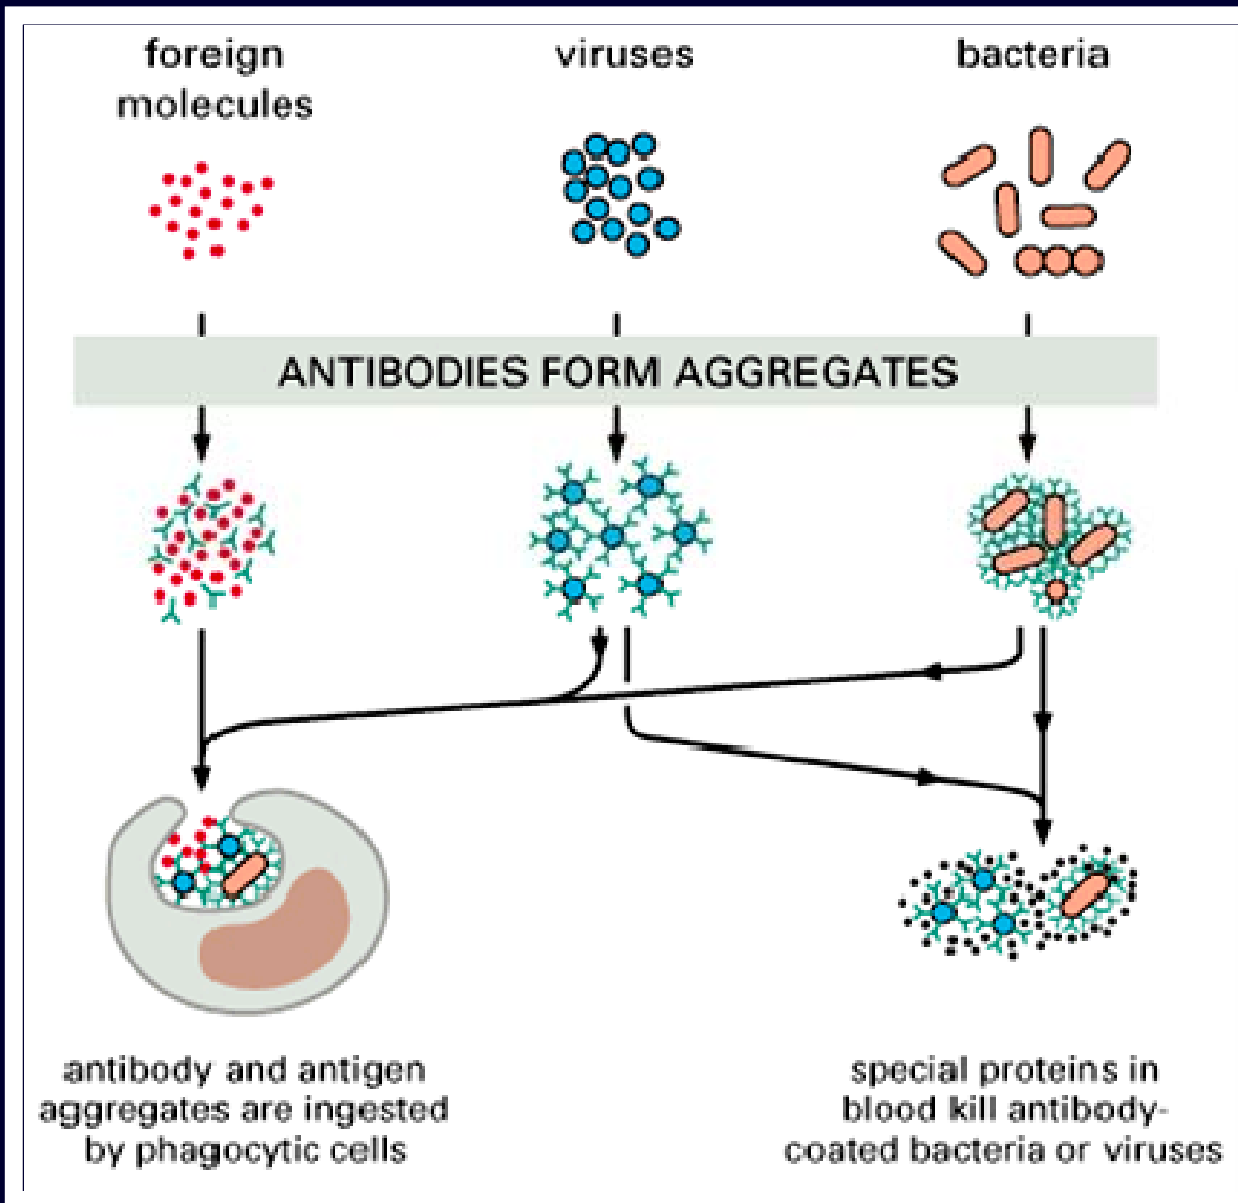 foreign
molecules
viruses
bacteria
ANTIBODIES FORM AGGREGATES
antibody and antigen
aggregates are ingested
by phagocytic cells
special proteins in
blood kill antibody-
coated bacteria or viruses